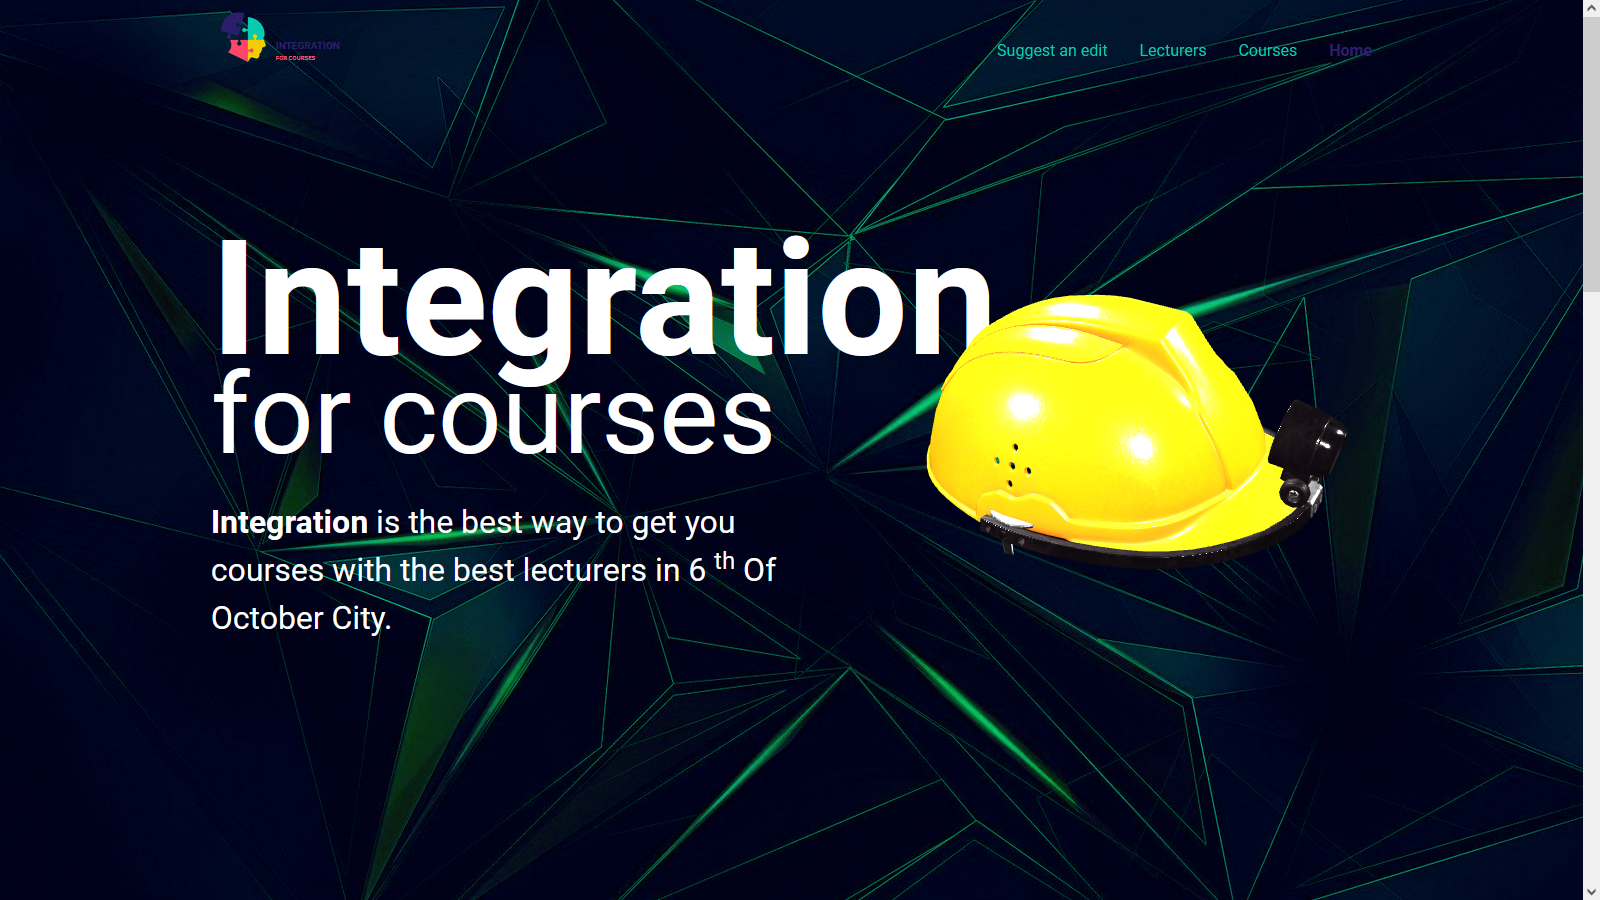 INTEGRATION
FOR COURSES
Suggest an edit Lecturers Courses Home
Integration
for courses
Integration is the best way to get you
courses with the best lecturers in 6 th Of
October City.